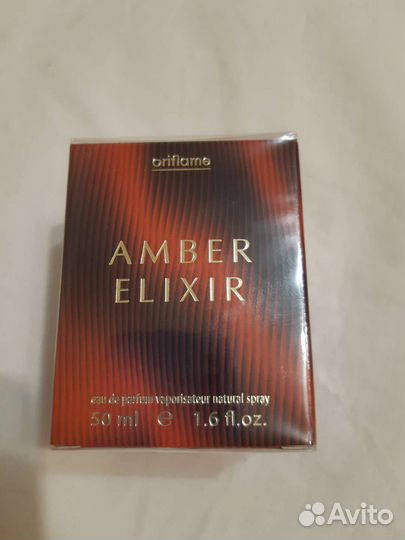 oriflame
AMBER
ELIXIR
eau de parfum vaporisateur natural spray
50 ml e 1.6 fl.oz.
Avito